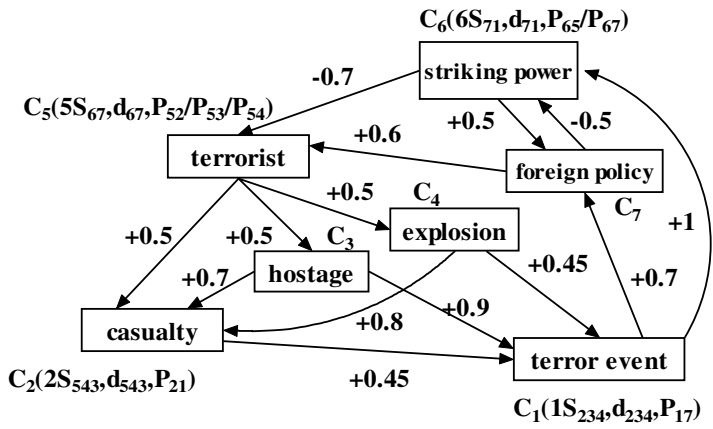 C6(6S71,d71,P65/P67)
striking power
-0.7
C5(5S67,d67,P52/P53/P54)
+0.5
-0.5
+0.6
terrorist
foreign policy
+0.5
C4
C7
+1
+0.5
+0.5
C3
explosion
+0.45
hostage
+0.7
+0.7
+0.9
+0.8
casualty
terror event
C2(2S543,d543,P21)
+0.45
C1(1S234,d234,P17)